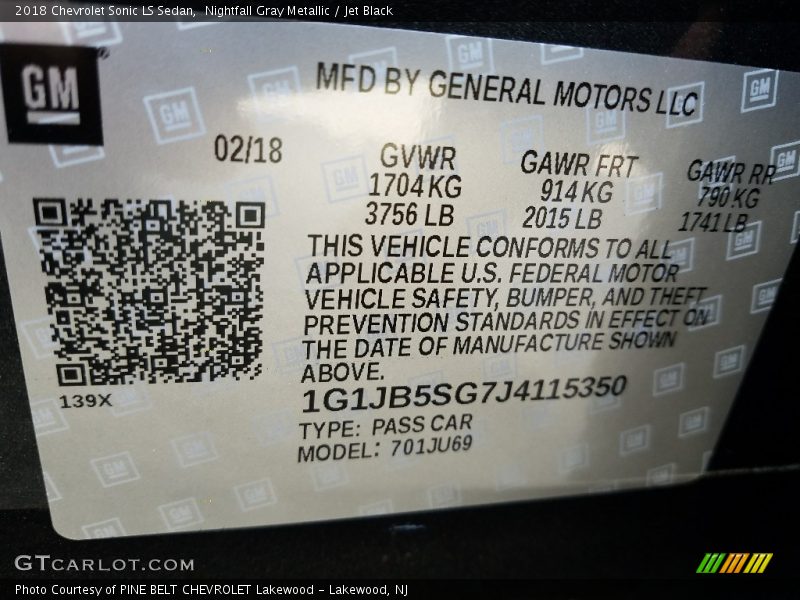 2018 Chevrolet Sonic LS Sedan, Nightfall Gray Metallic / Jet Black
GM
MFD BY GENERAL MOTORS LLC
02/18
GVWR GAWR FRT GAWR RR
1704 KG 914 KG 790 KG
3756 LB 2015 LB 1741 LB
THIS VEHICLE CONFORMS TO ALL
APPLICABLE U.S. FEDERAL MOTOR
VEHICLE SAFETY, BUMPER, AND THEFT
PREVENTION STANDARDS IN EFFECT ON
THE DATE OF MANUFACTURE SHOWN
ABOVE.
139X
1G1JB5SG7J4115350
TYPE: PASS CAR
MODEL: 701JU69
GTCARLOT.COM
Photo Courtesy of PINE BELT CHEVROLET Lakewood - Lakewood, NJ